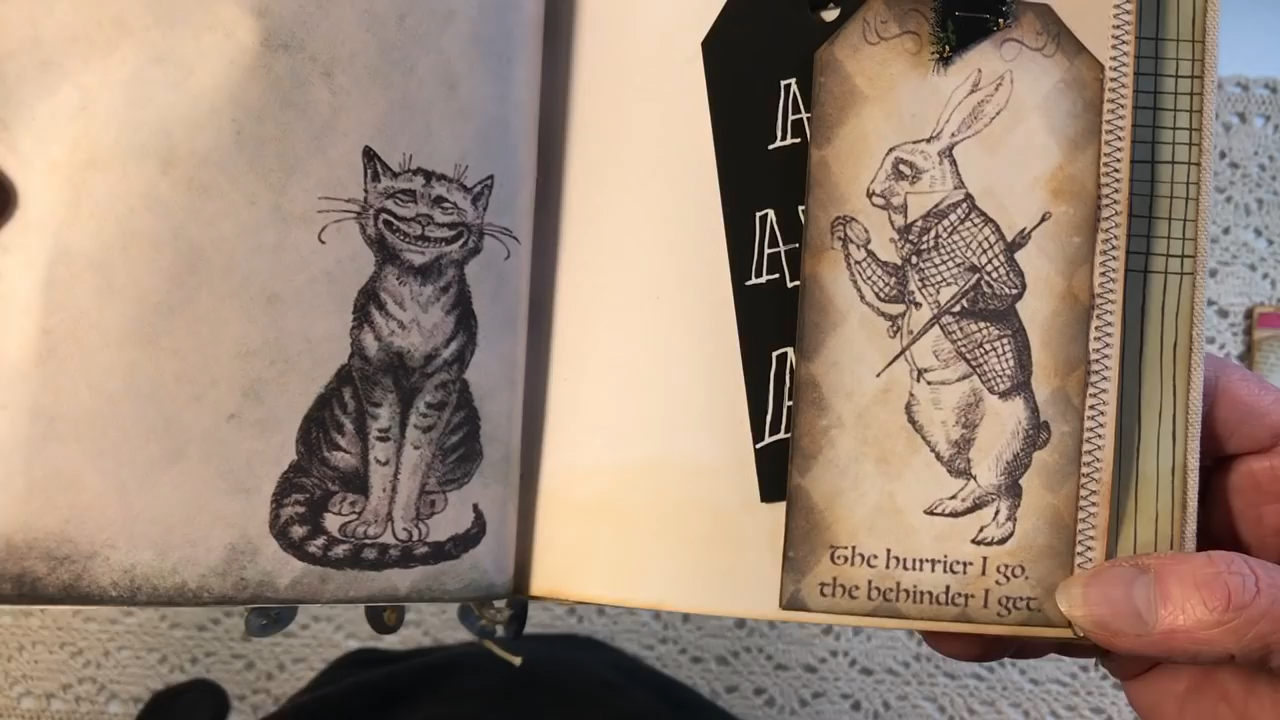 A
A
The hurrier I go,
the behinder I get.